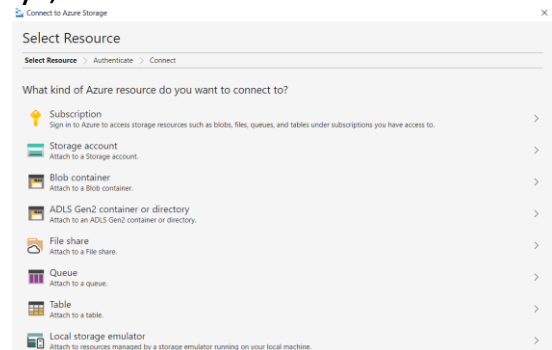 Connect to Azure Storage
Select Resource
Select Resource > Authenticate > Connect
What kind of Azure resource do you want to connect to?
Subscription
Sign in to Azure to access storage resources such as blobs, files, queues, and tables under subscriptions you have access to.
Storage account
Attach to a Storage account.
Blob container
Attach to a Blob container.
ADLS Gen2 container or directory
Attach to an ADLS Gen2 container or directory.
File share
Attach to a File share.
Queue
Attach to a queue.
Table
Attach to a table.
Local storage emulator
Attach to resources managed by a storage emulator running on your local machine.